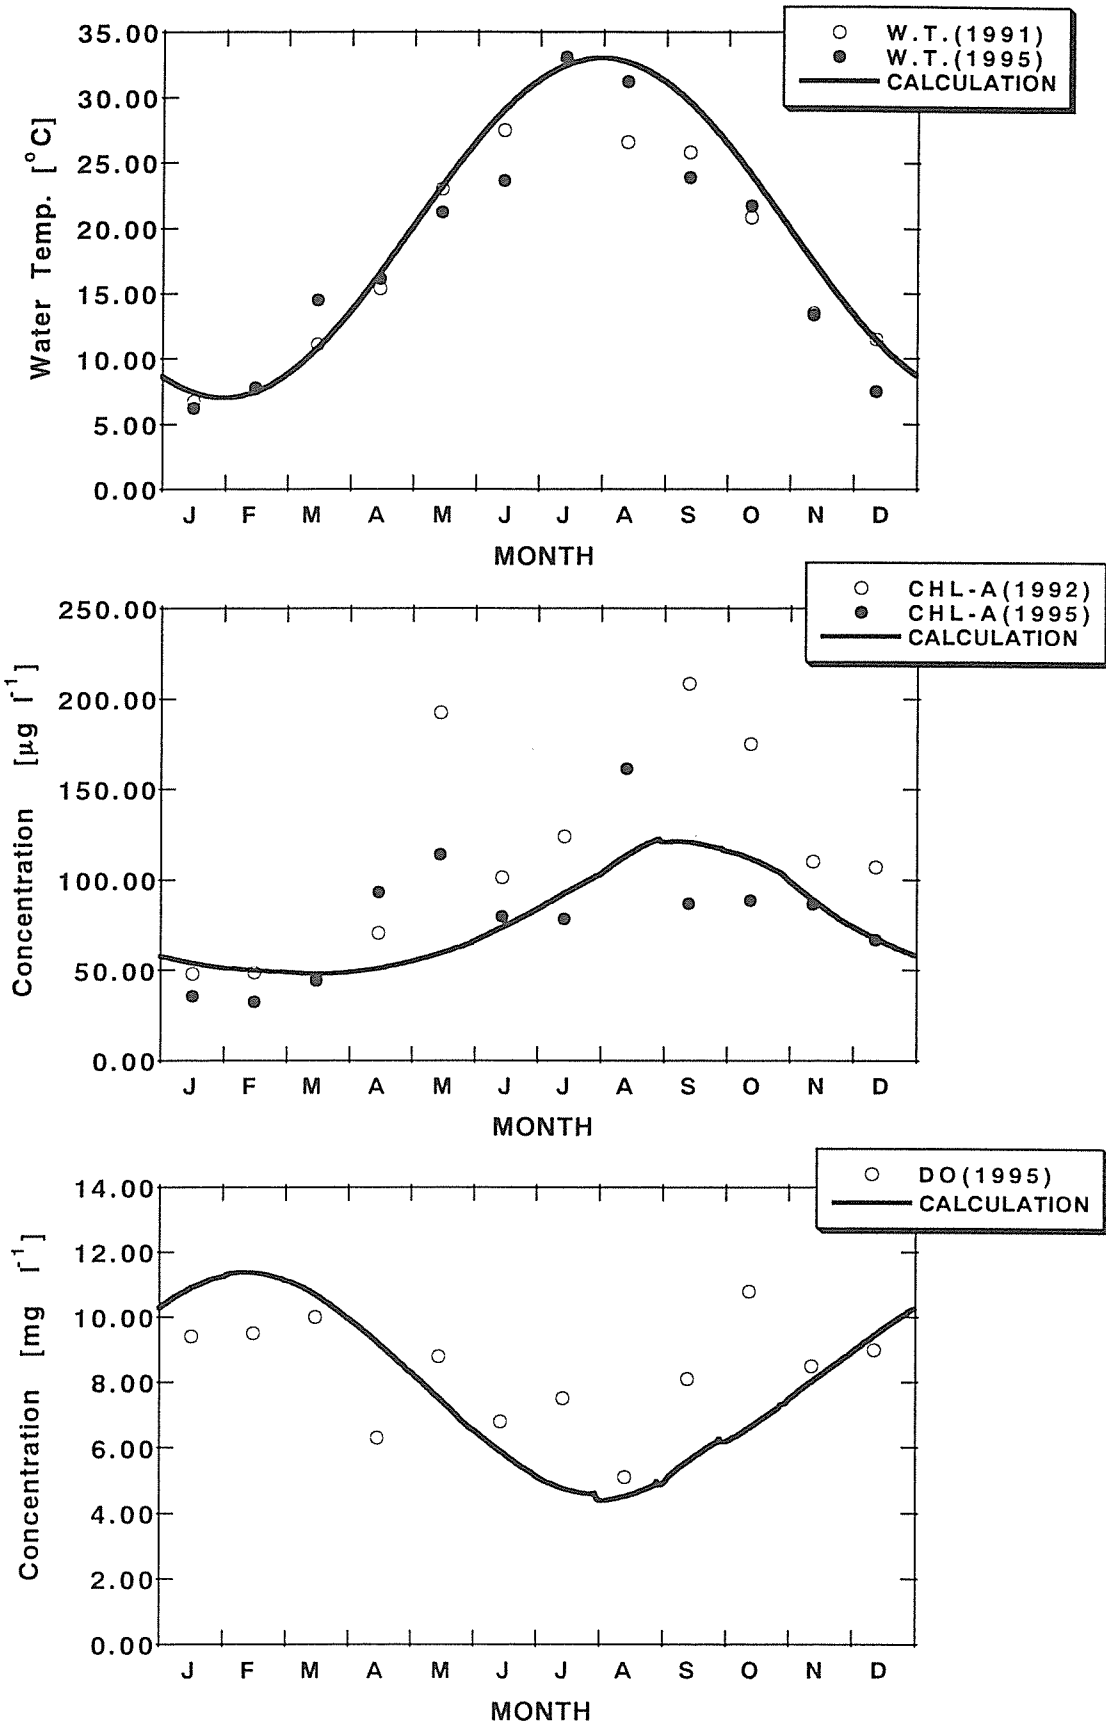 W.T.(1991)
W.T.(1995)
CALCULATION
35.00
30.00
25.00
20.00
15.00
10.00
5.00
0.00
Water Temp. [°C]
J F M A M J J A S O N D
MONTH
CHL-A(1992)
CHL-A(1995)
CALCULATION
250.00
200.00
150.00
100.00
50.00
0.00
Concentration [µg l⁻¹]
J F M A M J J A S O N D
MONTH
DO(1995)
CALCULATION
14.00
12.00
10.00
8.00
6.00
4.00
2.00
0.00
Concentration [mg l⁻¹]
J F M A M J J A S O N D
MONTH